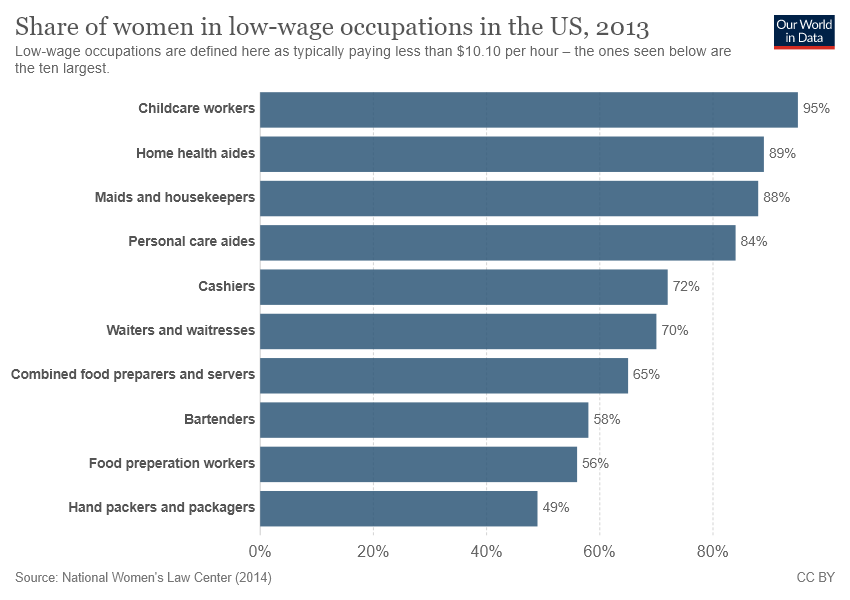 Share of women in low-wage occupations in the US, 2013
Our World
in Data
Low-wage occupations are defined here as typically paying less than $10.10 per hour – the ones seen below are
the ten largest.
Childcare workers 95%
Home health aides 89%
Maids and housekeepers 88%
Personal care aides 84%
Cashiers 72%
Waiters and waitresses 70%
Combined food preparers and servers 65%
Bartenders 58%
Food preperation workers 56%
Hand packers and packagers 49%
0% 20% 40% 60% 80%
Source: National Women's Law Center (2014) CC BY